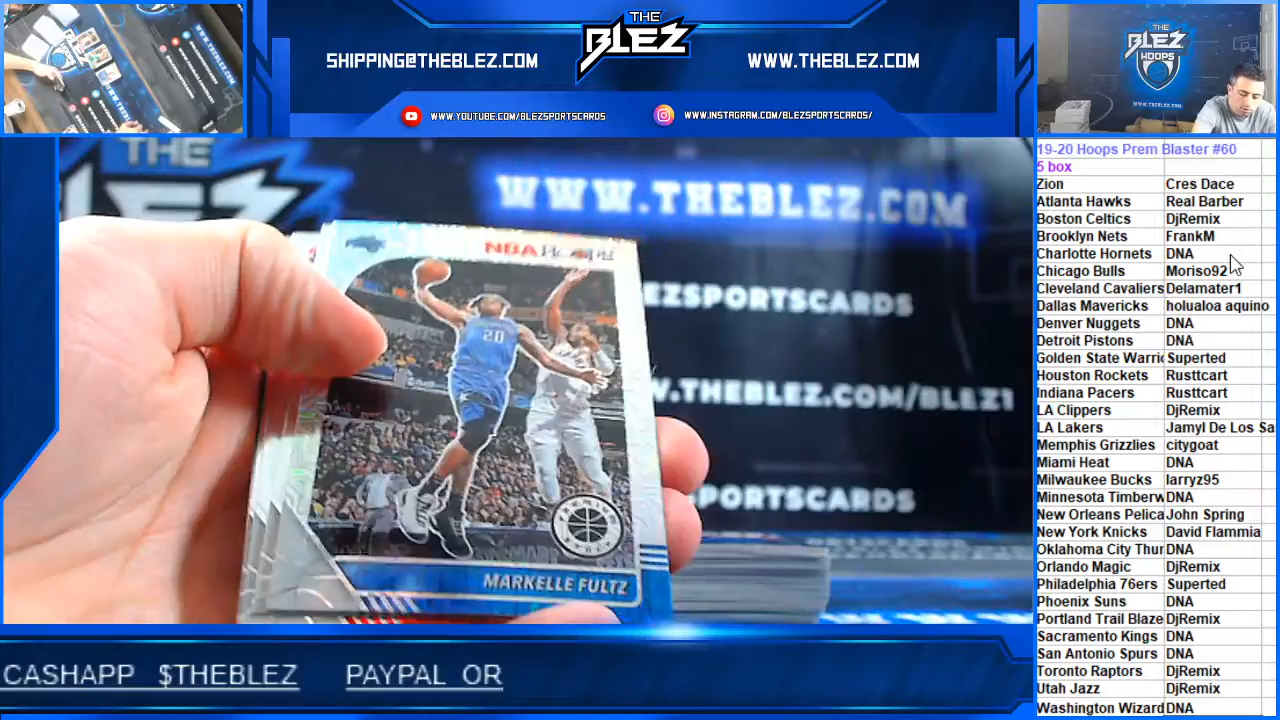 SHIPPING@THEBLEZ.COM
THE
BLEZ
WWW.THEBLEZ.COM
WWW.YOUTUBE.COM/BLEZSPORTSCARDS
WWW.INSTAGRAM.COM/BLEZSPORTSCARDS/
THE
BLEZ
HOOPS
WWW.THEBLEZ.COM
THE
WWW.THEBLEZ.COM
EZSPORTSCARDS
W.THEBLEZ.COM/BLEZ1
SPORTSCARDS
NBA
20
MARKELLE FULTZ
19-20 Hoops Prem Blaster #60
5 box
Zion Cres Dace
Atlanta Hawks Real Barber
Boston Celtics DjRemix
Brooklyn Nets FrankM
Charlotte Hornets DNA
Chicago Bulls Moriso92
Cleveland Cavaliers Delamater1
Dallas Mavericks holualoa aquino
Denver Nuggets DNA
Detroit Pistons DNA
Golden State Warric Superted
Houston Rockets Rusttcart
Indiana Pacers Rusttcart
LA Clippers DjRemix
LA Lakers Jamyl De Los Sa
Memphis Grizzlies citygoat
Miami Heat DNA
Milwaukee Bucks larryz95
Minnesota Timberw DNA
New Orleans Pelica John Spring
New York Knicks David Flammia
Oklahoma City Thur DNA
Orlando Magic DjRemix
Philadelphia 76ers Superted
Phoenix Suns DNA
Portland Trail Blaze DjRemix
Sacramento Kings DNA
San Antonio Spurs DNA
Toronto Raptors DjRemix
Utah Jazz DjRemix
Washington Wizard DNA
CASHAPP $THEBLEZ PAYPAL OR